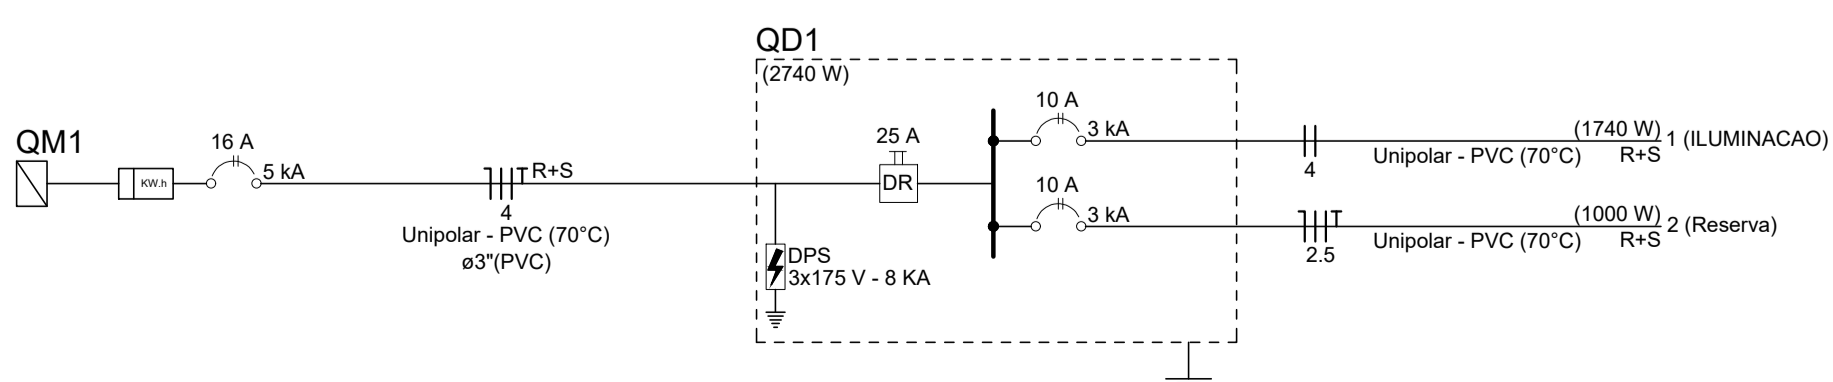 QD1
(2740 W)
QM1
KW.h
16 A
5 kA
R+S
4
Unipolar - PVC (70°C)
ø3"(PVC)
DPS
3x175 V - 8 KA
25 A
DR
10 A
3 kA
4
(1740 W)
Unipolar - PVC (70°C)
R+S
1 (ILUMINACAO)
10 A
3 kA
2.5
(1000 W)
Unipolar - PVC (70°C)
R+S
2 (Reserva)